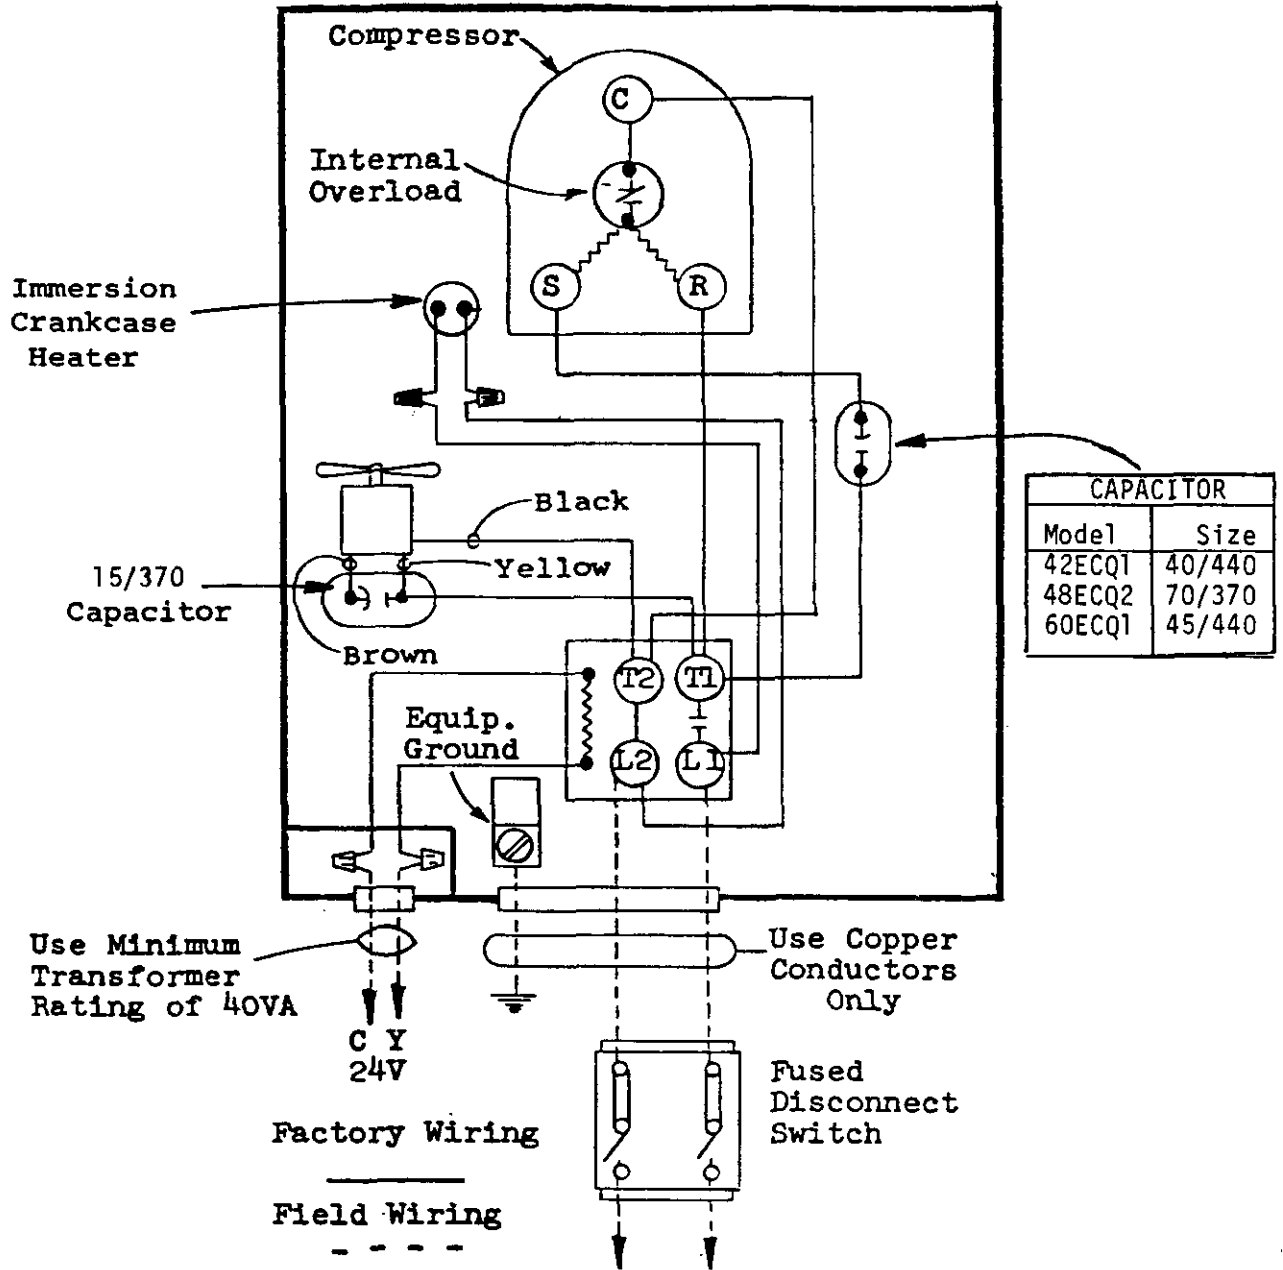 Compressor
C
Internal
Overload
S
R
Immersion
Crankcase
Heater
CAPACITOR
Model Size
42ECQ1 40/440
48ECQ2 70/370
60ECQ1 45/440
Black
Yellow
15/370
Capacitor
Brown
T2 T1
Equip.
Ground
L2 L1
Use Minimum
Transformer
Rating of 40VA
Use Copper
Conductors
Only
C Y
24V
Fused
Disconnect
Switch
Factory Wiring
Field Wiring